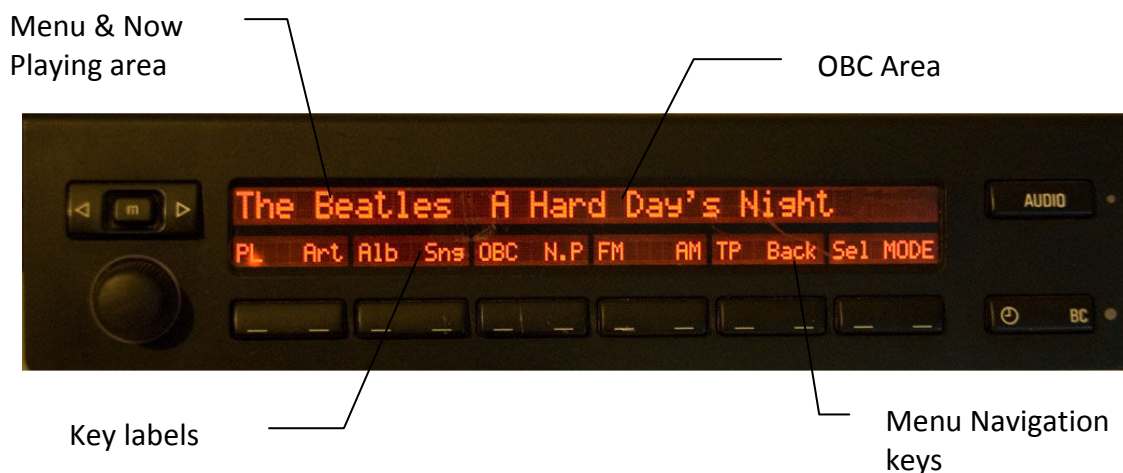 Menu & Now
Playing area
OBC Area
m
AUDIO
The Beatles A Hard Day's Night
PL Art Alb Sng OBC N.P FM AM TP Back Sel MODE
BC
Key labels
Menu Navigation
keys